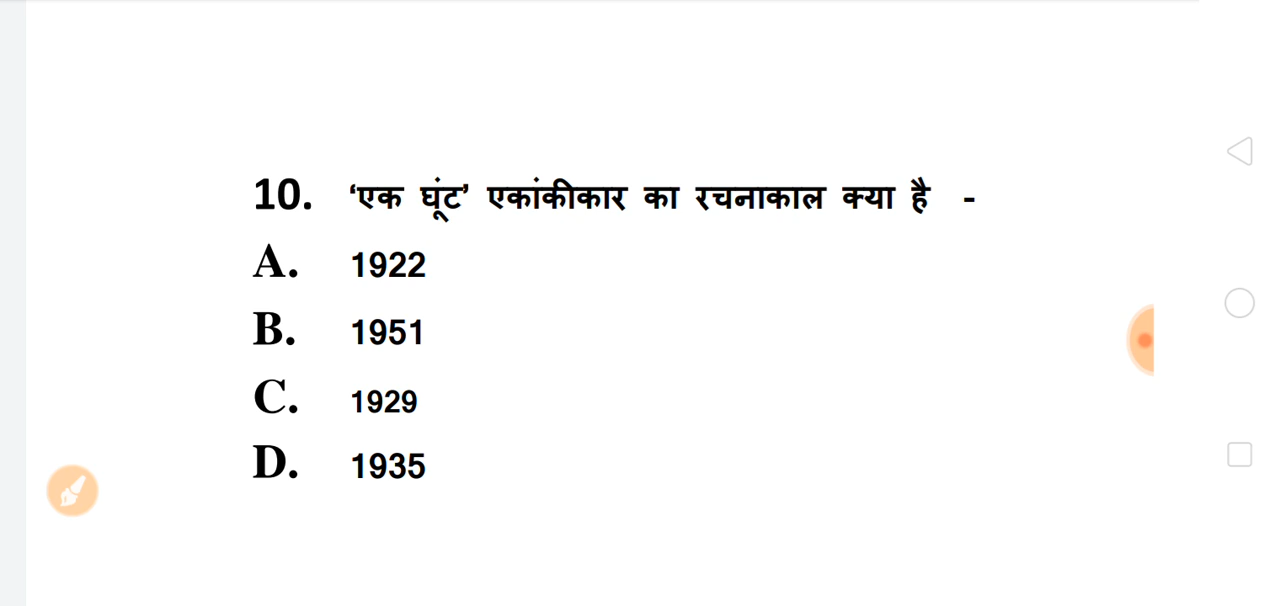 10. ‘एक घूंट’ एकांकीकार का रचनाकाल क्या है -
A. 1922
B. 1951
C. 1929
D. 1935